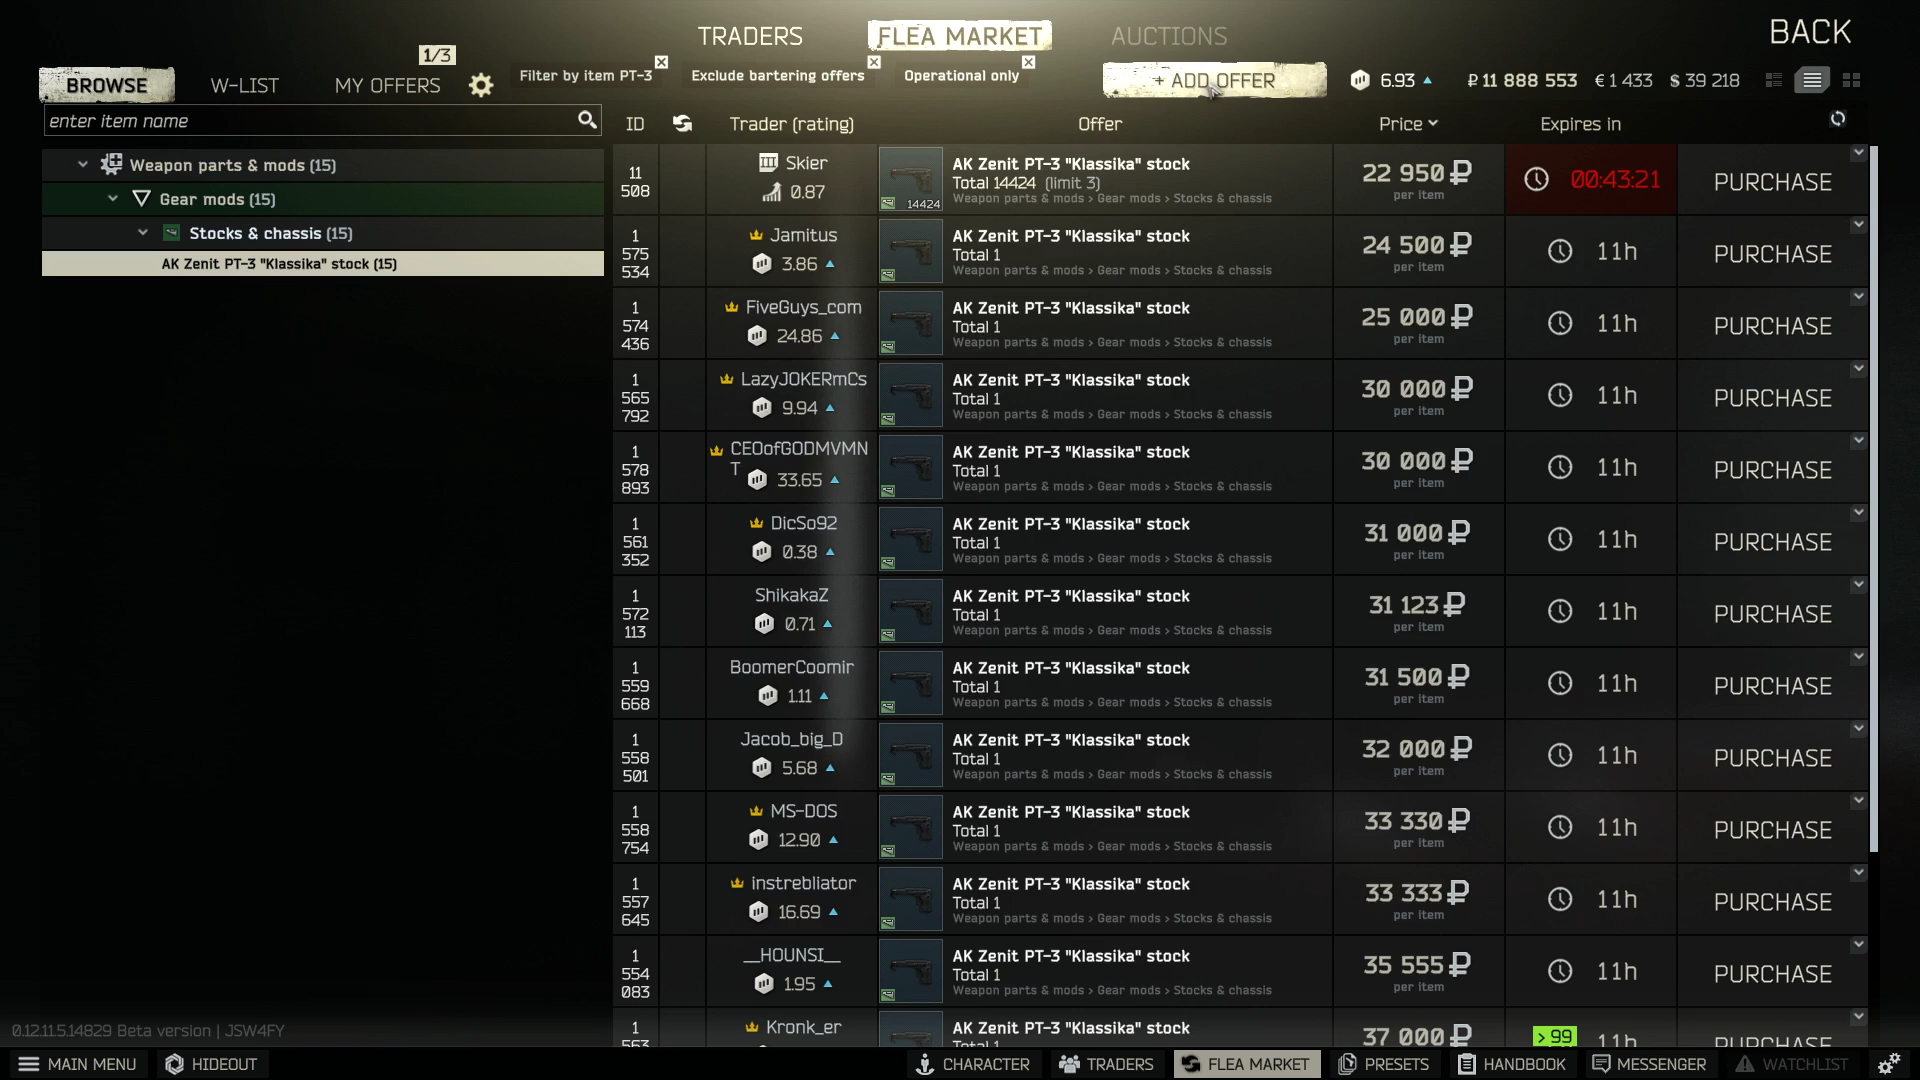 TRADERS
FLEA MARKET
AUCTIONS
BACK
1/3
BROWSE
W-LIST
MY OFFERS
Filter by item PT-3
Exclude bartering offers
Operational only
+ ADD OFFER
6.93
₽ 11 888 553
€ 1 433
$ 39 218
enter item name
Weapon parts & mods (15)
Gear mods (15)
Stocks & chassis (15)
AK Zenit PT-3 "Klassika" stock (15)
ID
Trader (rating)
Offer
Price
Expires in
11
508
Skier
0.87
14424
AK Zenit PT-3 "Klassika" stock
Total 14424 (limit 3)
Weapon parts & mods > Gear mods > Stocks & chassis
22 950 ₽
per item
00:43:21
PURCHASE
1
575
534
Jamitus
3.86
AK Zenit PT-3 "Klassika" stock
Total 1
Weapon parts & mods > Gear mods > Stocks & chassis
24 500 ₽
per item
11h
PURCHASE
1
574
436
FiveGuys_com
24.86
AK Zenit PT-3 "Klassika" stock
Total 1
Weapon parts & mods > Gear mods > Stocks & chassis
25 000 ₽
per item
11h
PURCHASE
1
565
792
LazyJOKERmCs
9.94
AK Zenit PT-3 "Klassika" stock
Total 1
Weapon parts & mods > Gear mods > Stocks & chassis
30 000 ₽
per item
11h
PURCHASE
1
578
893
CEOofGODMVMN
T
33.65
AK Zenit PT-3 "Klassika" stock
Total 1
Weapon parts & mods > Gear mods > Stocks & chassis
30 000 ₽
per item
11h
PURCHASE
1
561
352
DicSo92
0.38
AK Zenit PT-3 "Klassika" stock
Total 1
Weapon parts & mods > Gear mods > Stocks & chassis
31 000 ₽
per item
11h
PURCHASE
1
572
113
ShikakaZ
0.71
AK Zenit PT-3 "Klassika" stock
Total 1
Weapon parts & mods > Gear mods > Stocks & chassis
31 123 ₽
per item
11h
PURCHASE
1
559
668
BoomerCoomir
1.11
AK Zenit PT-3 "Klassika" stock
Total 1
Weapon parts & mods > Gear mods > Stocks & chassis
31 500 ₽
per item
11h
PURCHASE
1
558
501
Jacob_big_D
5.68
AK Zenit PT-3 "Klassika" stock
Total 1
Weapon parts & mods > Gear mods > Stocks & chassis
32 000 ₽
per item
11h
PURCHASE
1
558
754
MS-DOS
12.90
AK Zenit PT-3 "Klassika" stock
Total 1
Weapon parts & mods > Gear mods > Stocks & chassis
33 330 ₽
per item
11h
PURCHASE
1
557
645
instrebliator
16.69
AK Zenit PT-3 "Klassika" stock
Total 1
Weapon parts & mods > Gear mods > Stocks & chassis
33 333 ₽
per item
11h
PURCHASE
1
554
083
__HOUNSI__
1.95
AK Zenit PT-3 "Klassika" stock
Total 1
Weapon parts & mods > Gear mods > Stocks & chassis
35 555 ₽
per item
11h
PURCHASE
1
563
Kronk_er
AK Zenit PT-3 "Klassika" stock
Total 1
37 000 ₽
> 99
11h
PURCHASE
0.12.11.5.14829 Beta version | JSW4FY
MAIN MENU
HIDEOUT
CHARACTER
TRADERS
FLEA MARKET
PRESETS
HANDBOOK
MESSENGER
WATCHLIST